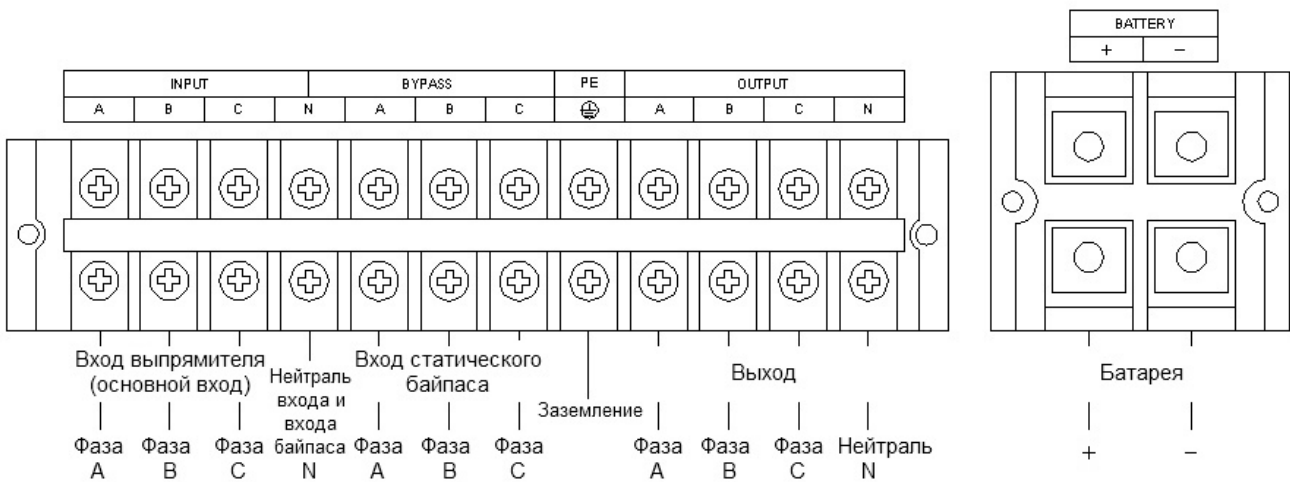 BATTERY
+ −
INPUT BYPASS PE OUTPUT
A B C N A B C A B C N
Вход выпрямителя
(основной вход)
Нейтраль
входа и
входа
байпаса
N
Вход статического
байпаса
Заземление
Выход
Батарея
Фаза Фаза Фаза Фаза Фаза Фаза Фаза Фаза Фаза Нейтраль
A B C A B C A B C N
+ −